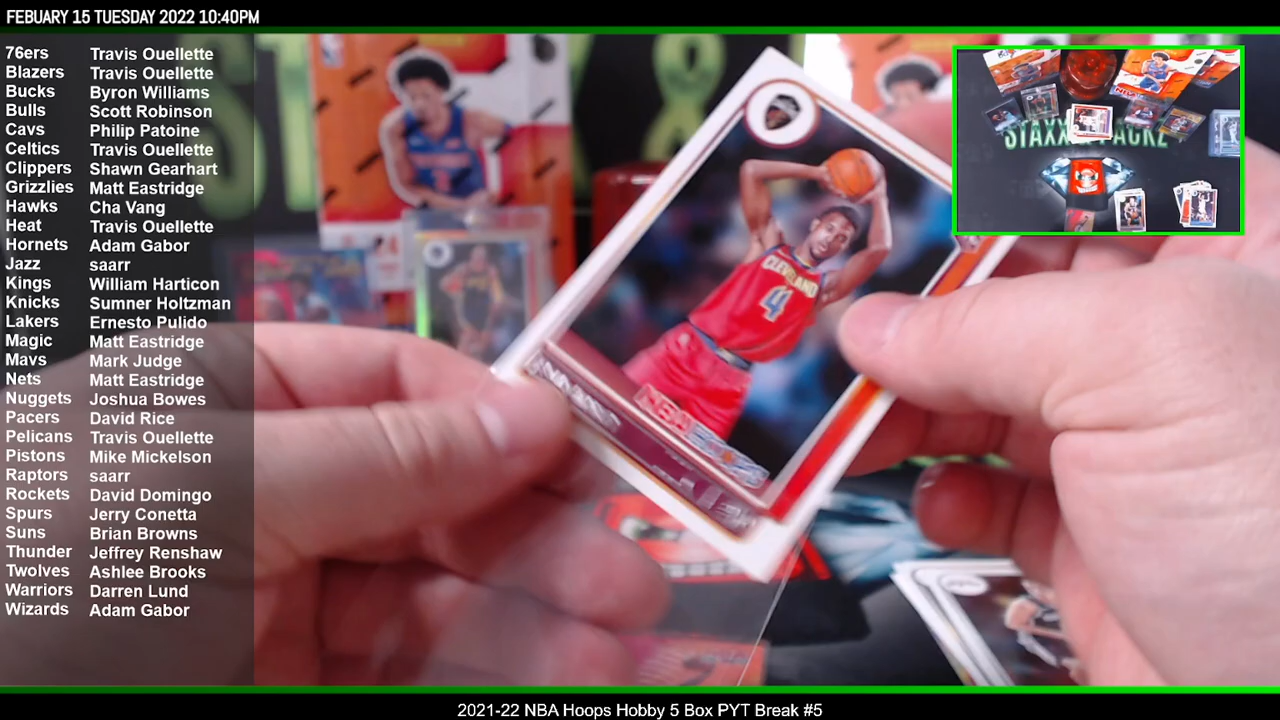 FEBUARY 15 TUESDAY 2022 10:40PM
76ers Travis Ouellette
Blazers Travis Ouellette
Bucks Byron Williams
Bulls Scott Robinson
Cavs Philip Patoine
Celtics Travis Ouellette
Clippers Shawn Gearhart
Grizzlies Matt Eastridge
Hawks Cha Vang
Heat Travis Ouellette
Hornets Adam Gabor
Jazz saarr
Kings William Harticon
Knicks Sumner Holtzman
Lakers Ernesto Pulido
Magic Matt Eastridge
Mavs Mark Judge
Nets Matt Eastridge
Nuggets Joshua Bowes
Pacers David Rice
Pelicans Travis Ouellette
Pistons Mike Mickelson
Raptors saarr
Rockets David Domingo
Spurs Jerry Conetta
Suns Brian Browns
Thunder Jeffrey Renshaw
Twolves Ashlee Brooks
Warriors Darren Lund
Wizards Adam Gabor
CLEVELAND
4
NBA HOOPS
2021-22 NBA Hoops Hobby 5 Box PYT Break #5